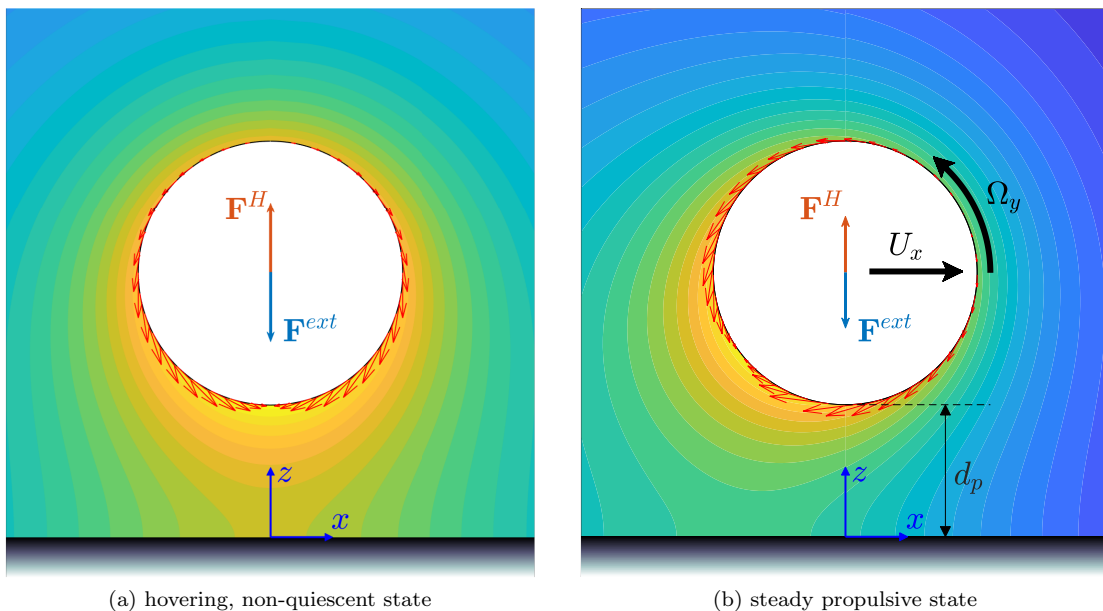 F^H
F^ext
z
x
(a) hovering, non-quiescent state
F^H
Ω_y
U_x
F^ext
d_p
z
x
(b) steady propulsive state